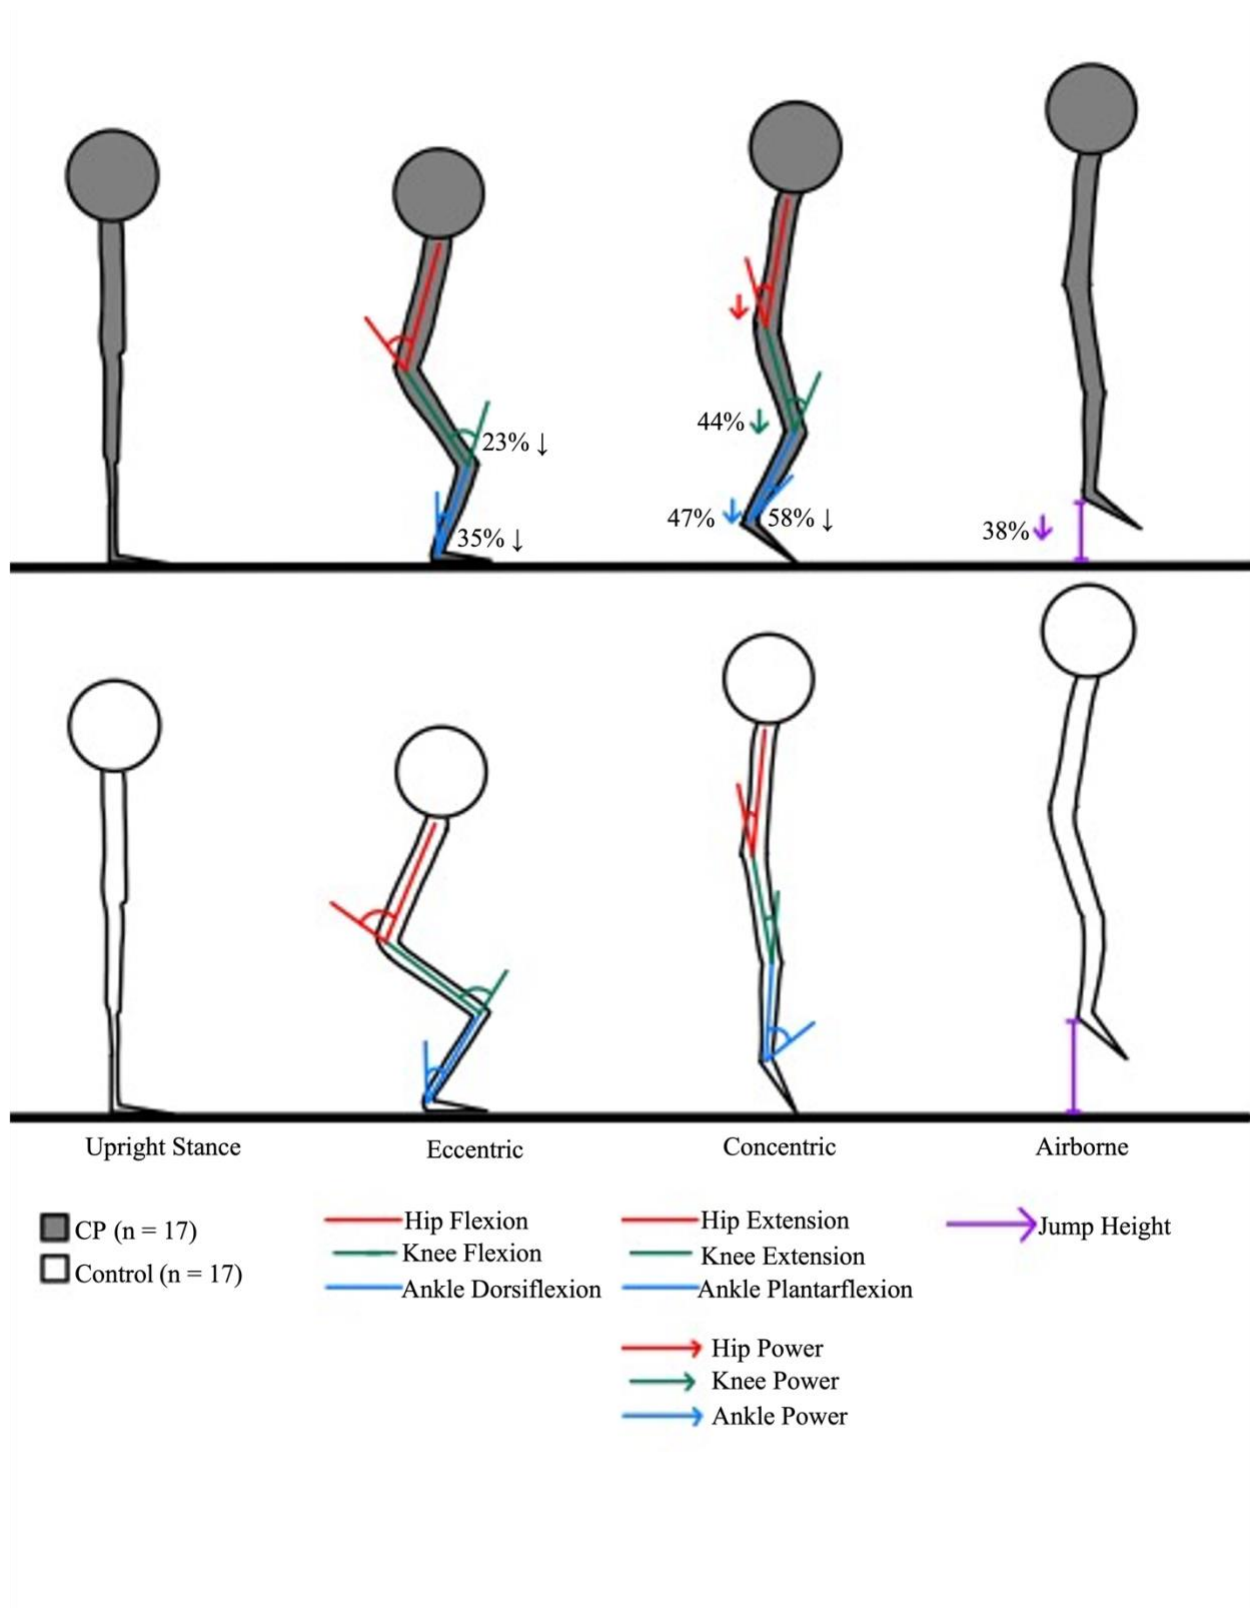 23% ↓
35% ↓
44% ↓
47% ↓ 58% ↓
38% ↓
Upright Stance Eccentric Concentric Airborne
CP (n = 17)
Control (n = 17)
Hip Flexion
Knee Flexion
Ankle Dorsiflexion
Hip Extension
Knee Extension
Ankle Plantarflexion
Hip Power
Knee Power
Ankle Power
Jump Height